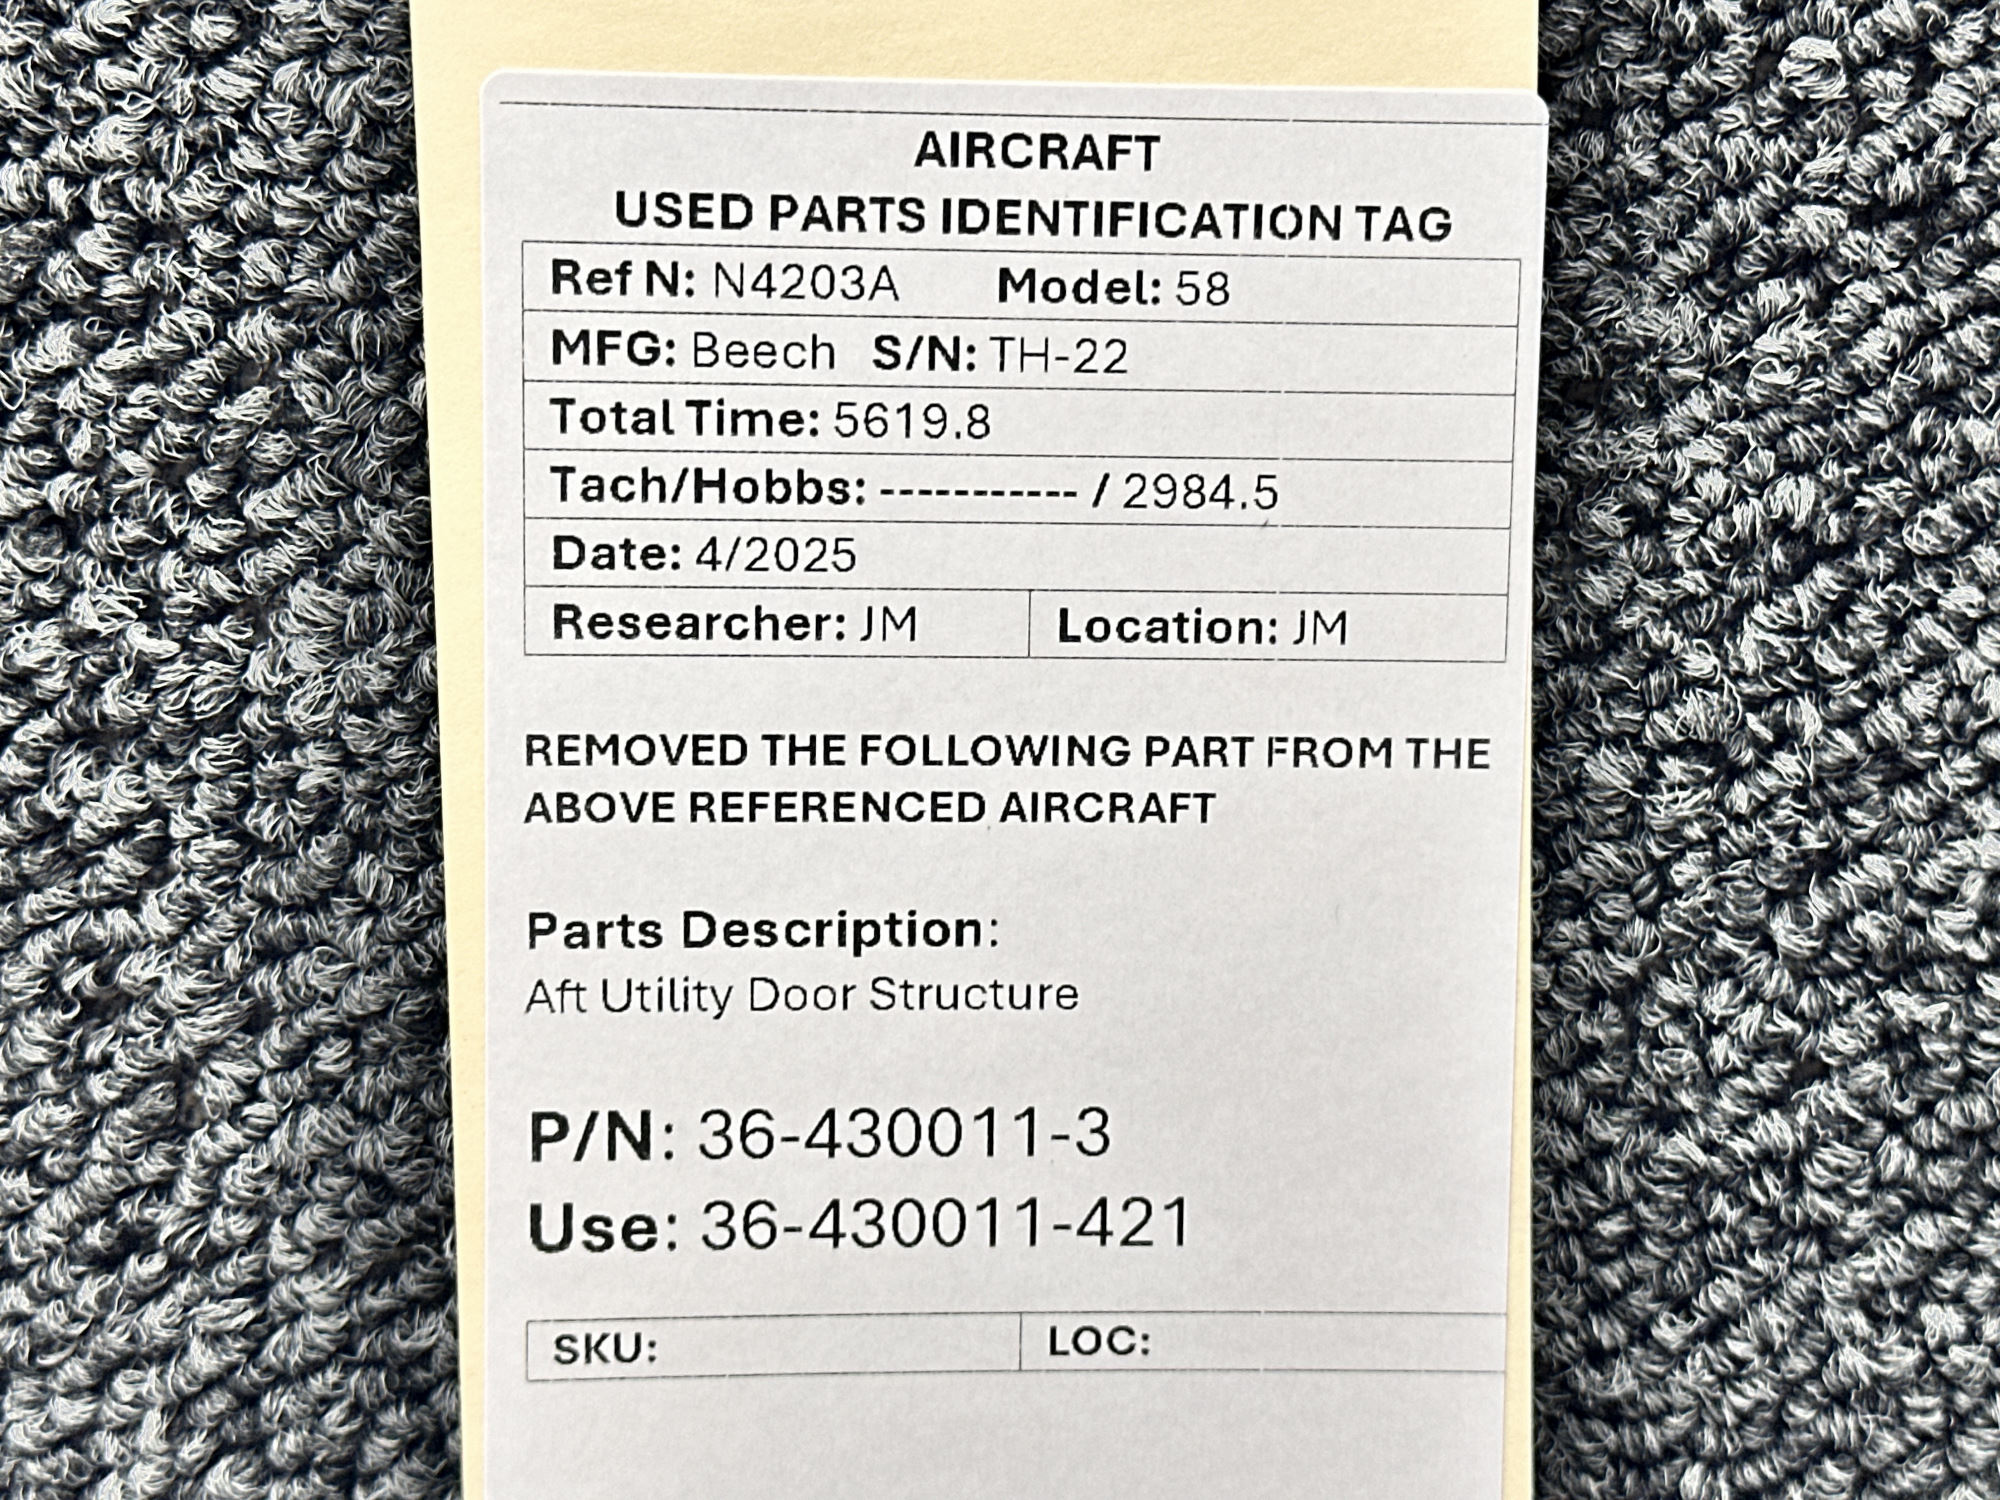 AIRCRAFT
USED PARTS IDENTIFICATION TAG
Ref N: N4203A Model: 58
MFG: Beech S/N: TH-22
Total Time: 5619.8
Tach/Hobbs: ----------- / 2984.5
Date: 4/2025
Researcher: JM Location: JM
REMOVED THE FOLLOWING PART FROM THE
ABOVE REFERENCED AIRCRAFT
Parts Description:
Aft Utility Door Structure
P/N: 36-430011-3
Use: 36-430011-421
SKU: LOC: